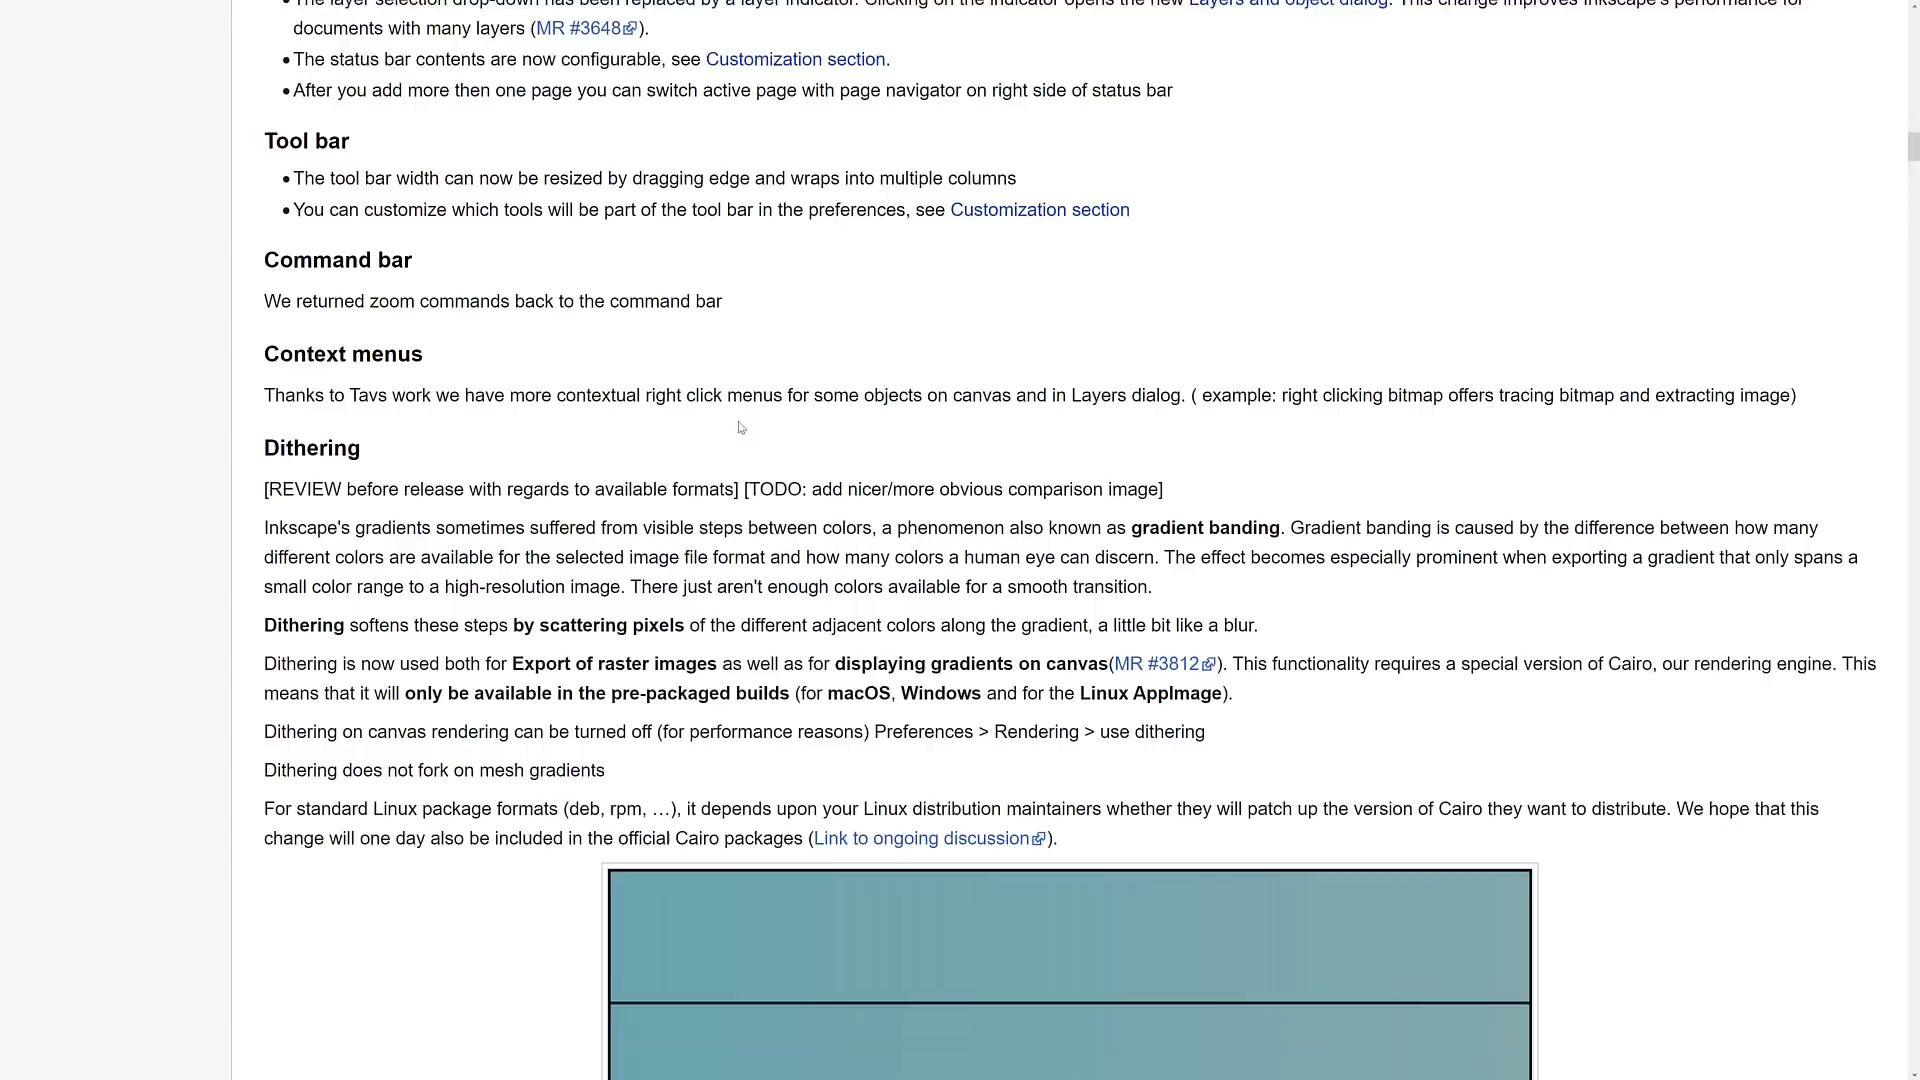 The layer selection drop-down has been replaced by a layer indicator. Clicking on the indicator opens the new Layers and object dialog. This change improves Inkscape's performance for
documents with many layers (MR #3648).
The status bar contents are now configurable, see Customization section.
After you add more then one page you can switch active page with page navigator on right side of status bar
Tool bar
The tool bar width can now be resized by dragging edge and wraps into multiple columns
You can customize which tools will be part of the tool bar in the preferences, see Customization section
Command bar
We returned zoom commands back to the command bar
Context menus
Thanks to Tavs work we have more contextual right click menus for some objects on canvas and in Layers dialog. ( example: right clicking bitmap offers tracing bitmap and extracting image)
Dithering
[REVIEW before release with regards to available formats] [TODO: add nicer/more obvious comparison image]
Inkscape's gradients sometimes suffered from visible steps between colors, a phenomenon also known as gradient banding. Gradient banding is caused by the difference between how many
different colors are available for the selected image file format and how many colors a human eye can discern. The effect becomes especially prominent when exporting a gradient that only spans a
small color range to a high-resolution image. There just aren't enough colors available for a smooth transition.
Dithering softens these steps by scattering pixels of the different adjacent colors along the gradient, a little bit like a blur.
Dithering is now used both for Export of raster images as well as for displaying gradients on canvas(MR #3812). This functionality requires a special version of Cairo, our rendering engine. This
means that it will only be available in the pre-packaged builds (for macOS, Windows and for the Linux AppImage).
Dithering on canvas rendering can be turned off (for performance reasons) Preferences > Rendering > use dithering
Dithering does not fork on mesh gradients
For standard Linux package formats (deb, rpm, …), it depends upon your Linux distribution maintainers whether they will patch up the version of Cairo they want to distribute. We hope that this
change will one day also be included in the official Cairo packages (Link to ongoing discussion).